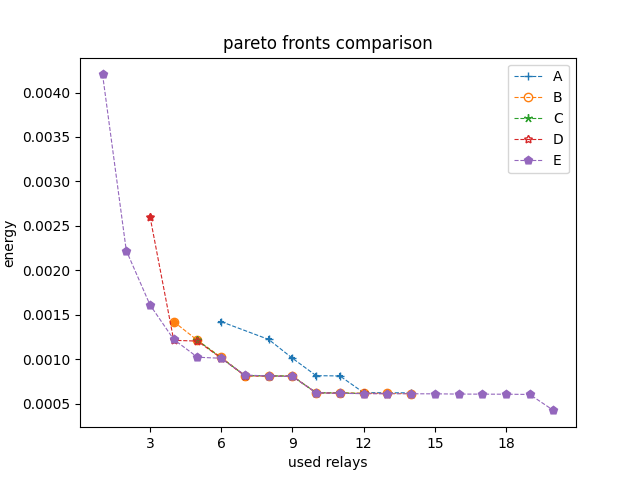 pareto fronts comparison
A
B
C
D
E
0.0040
0.0035
0.0030
0.0025
0.0020
0.0015
0.0010
0.0005
energy
3 6 9 12 15 18
used relays